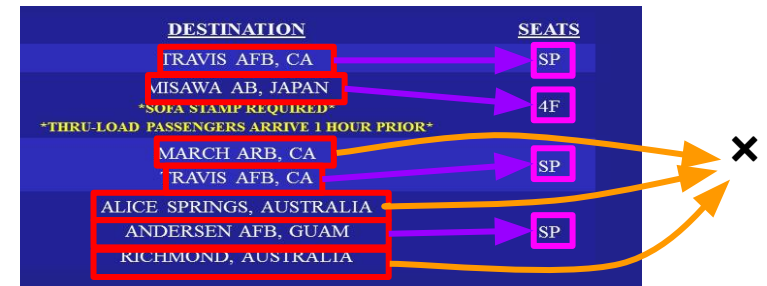 DESTINATION SEATS
TRAVIS AFB, CA SP
MISAWA AB, JAPAN
*SOFA STAMP REQUIRED* 4F
*THRU-LOAD PASSENGERS ARRIVE 1 HOUR PRIOR*
MARCH ARB, CA
SP
TRAVIS AFB, CA
ALICE SPRINGS, AUSTRALIA
ANDERSEN AFB, GUAM SP
RICHMOND, AUSTRALIA